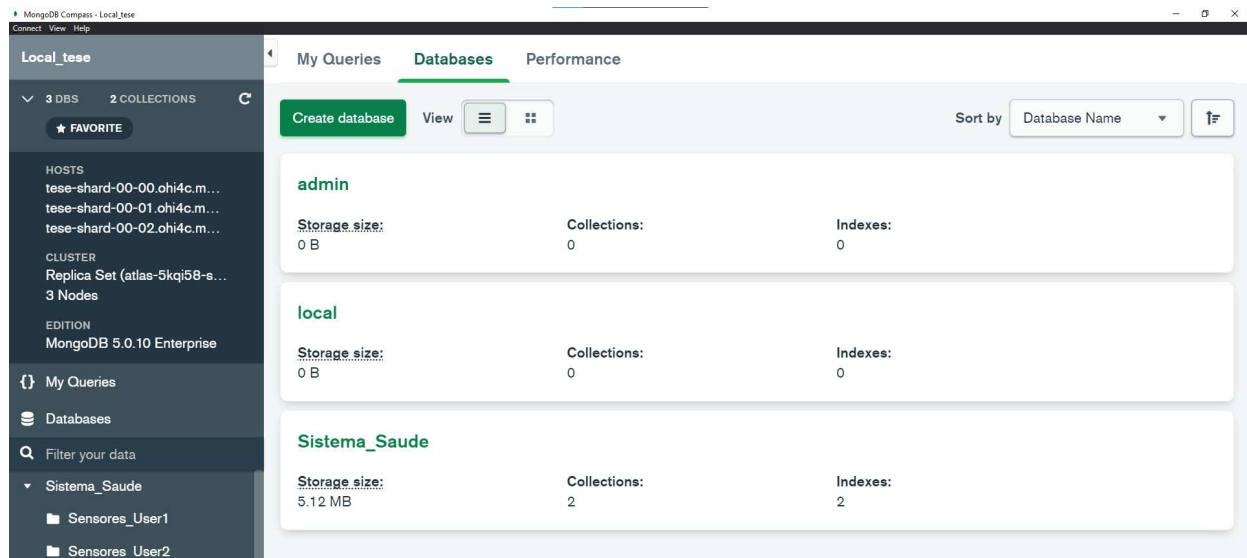 MongoDB Compass - Local_tese
Connect View Help
Local_tese
3 DBS 2 COLLECTIONS
FAVORITE
HOSTS
tese-shard-00-00.ohi4c.m...
tese-shard-00-01.ohi4c.m...
tese-shard-00-02.ohi4c.m...
CLUSTER
Replica Set (atlas-5kqi58-s...
3 Nodes
EDITION
MongoDB 5.0.10 Enterprise
{} My Queries
Databases
Filter your data
Sistema_Saude
Sensores_User1
Sensores_User2
My Queries Databases Performance
Create database View Sort by Database Name
admin
Storage size: Collections: Indexes:
0 B 0 0
local
Storage size: Collections: Indexes:
0 B 0 0
Sistema_Saude
Storage size: Collections: Indexes:
5.12 MB 2 2